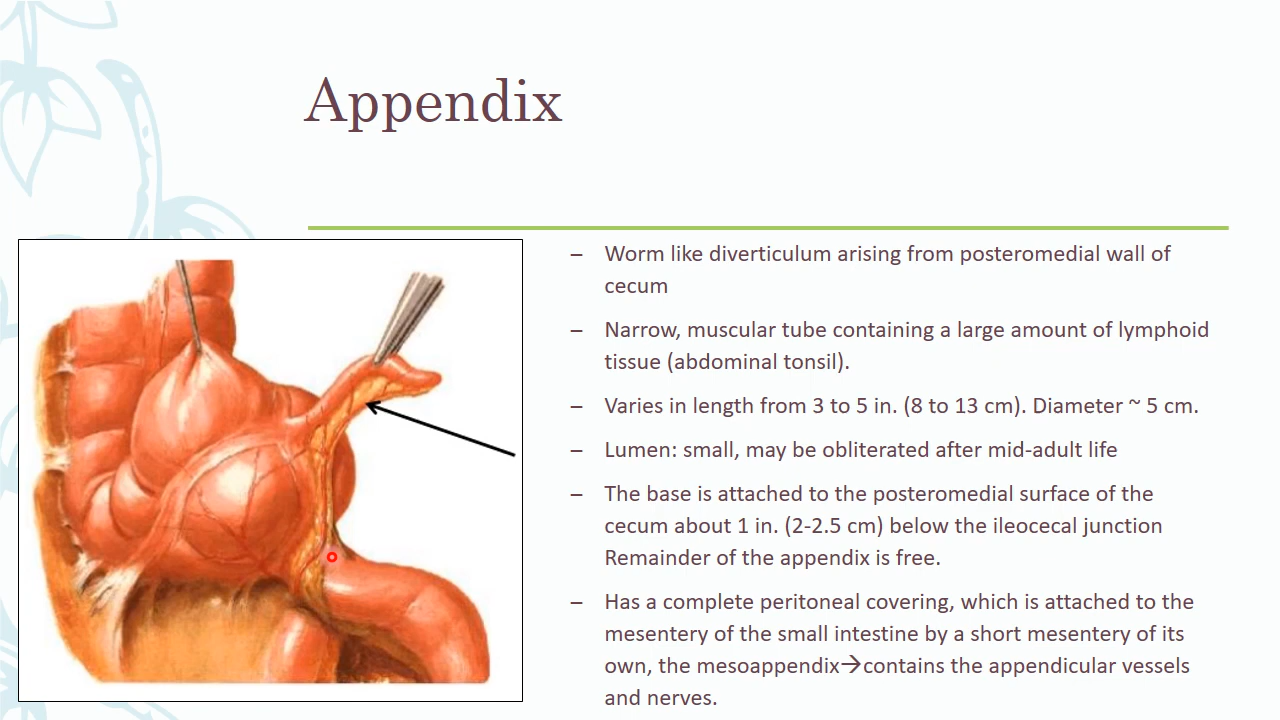 Appendix
– Worm like diverticulum arising from posteromedial wall of
cecum
– Narrow, muscular tube containing a large amount of lymphoid
tissue (abdominal tonsil).
– Varies in length from 3 to 5 in. (8 to 13 cm). Diameter ~ 5 cm.
– Lumen: small, may be obliterated after mid-adult life
– The base is attached to the posteromedial surface of the
cecum about 1 in. (2-2.5 cm) below the ileocecal junction
Remainder of the appendix is free.
– Has a complete peritoneal covering, which is attached to the
mesentery of the small intestine by a short mesentery of its
own, the mesoappendix→contains the appendicular vessels
and nerves.